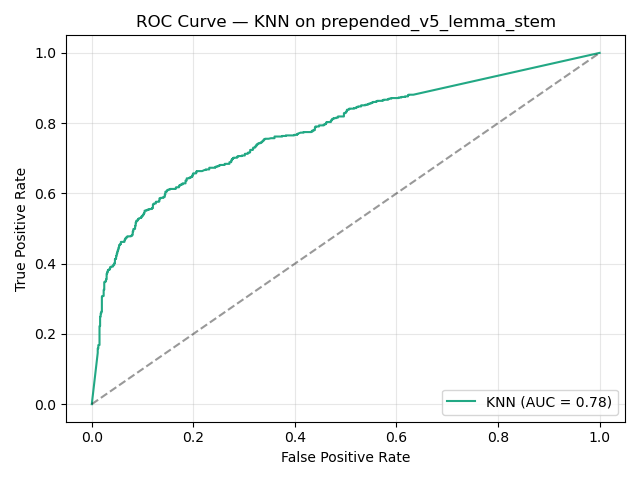 ROC Curve — KNN on prepended_v5_lemma_stem
True Positive Rate
1.0
0.8
0.6
0.4
0.2
0.0
0.0 0.2 0.4 0.6 0.8 1.0
False Positive Rate
KNN (AUC = 0.78)